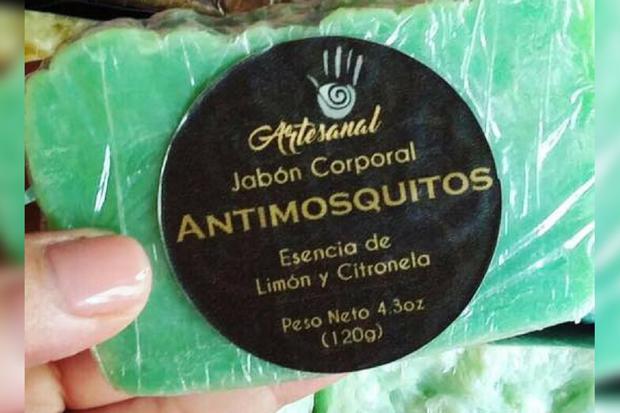 Artesanal
Jabón Corporal
ANTIMOSQUITOS
Esencia de
Limón y Citronela
Peso Neto 4.3oz
(120g)